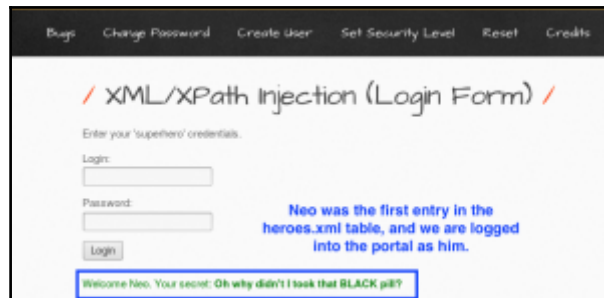 Bugs Change Password Create User Set Security Level Reset Credits
/ XML/XPath Injection (Login Form) /
Enter your 'superhero' credentials.
Login:
Password:
Neo was the first entry in the
heroes.xml table, and we are logged
into the portal as him.
Login
Welcome Neo, Your secret: Oh why didn't I took that BLACK pill?